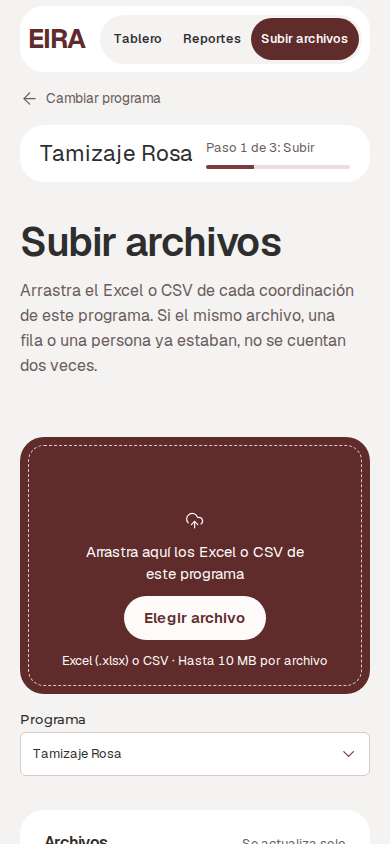 EIRA
Tablero
Reportes
Subir archivos
Cambiar programa
Tamizaje Rosa
Paso 1 de 3: Subir
Subir archivos
Arrastra el Excel o CSV de cada coordinación
de este programa. Si el mismo archivo, una
fila o una persona ya estaban, no se cuentan
dos veces.
Arrastra aquí los Excel o CSV de
este programa
Elegir archivo
Excel (.xlsx) o CSV · Hasta 10 MB por archivo
Programa
Tamizaje Rosa
Archivos
Se actualiza solo